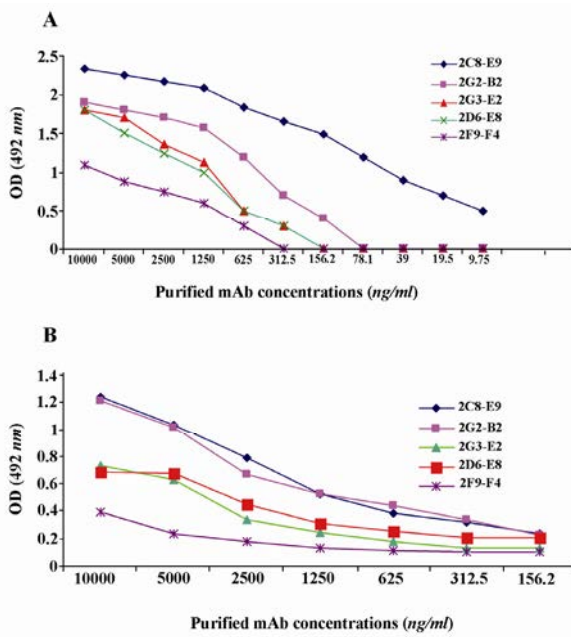 A
2.5
2
1.5
1
0.5
0
OD (492 nm)
2C8-E9
2G2-B2
2G3-E2
2D6-E8
2F9-F4
10000 5000 2500 1250 625 312.5 156.2 78.1 39 19.5 9.75
Purified mAb concentrations (ng/ml)
B
1.4
1.2
1
0.8
0.6
0.4
0.2
0
OD (492 nm)
2C8-E9
2G2-B2
2G3-E2
2D6-E8
2F9-F4
10000 5000 2500 1250 625 312.5 156.2
Purified mAb concentrations (ng/ml)